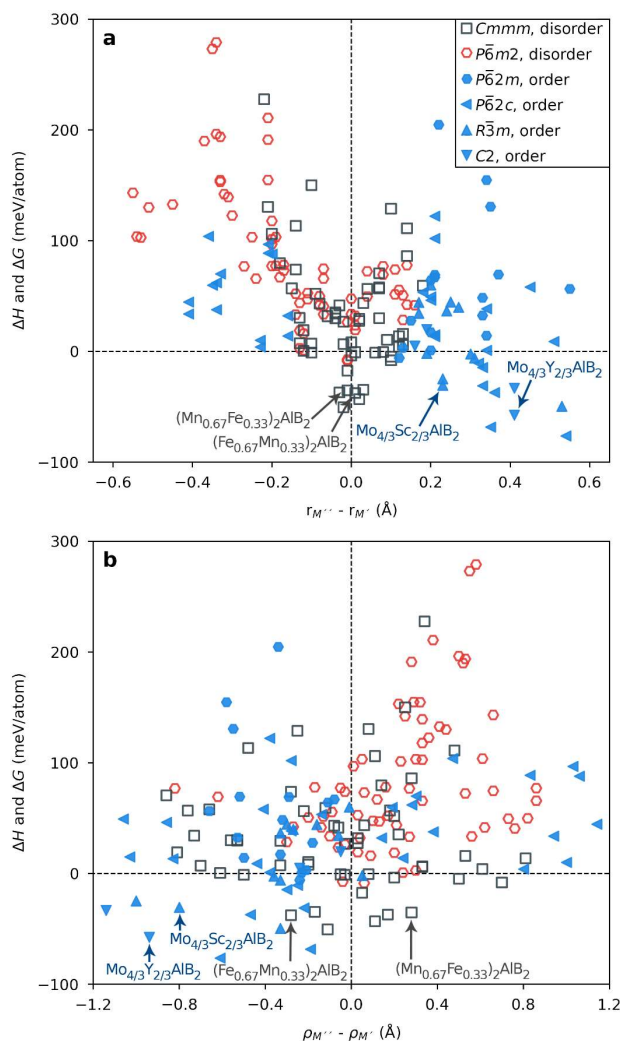 a
Cmmm, disorder
P6̅m2, disorder
P6̅2m, order
P6̅2c, order
R3̅m, order
C2, order
300
200
100
0
−100
ΔH and ΔG (meV/atom)
Mo4/3Y2/3AlB2
(Mn0.67Fe0.33)2AlB2
(Fe0.67Mn0.33)2AlB2
Mo4/3Sc2/3AlB2
−0.6 −0.4 −0.2 0.0 0.2 0.4 0.6
rM′′ - rM′ (Å)
b
300
200
100
0
−100
ΔH and ΔG (meV/atom)
Mo4/3Sc2/3AlB2
Mo4/3Y2/3AlB2
(Fe0.67Mn0.33)2AlB2
(Mn0.67Fe0.33)2AlB2
−1.2 −0.8 −0.4 0.0 0.4 0.8 1.2
ρM′′ - ρM′ (Å)